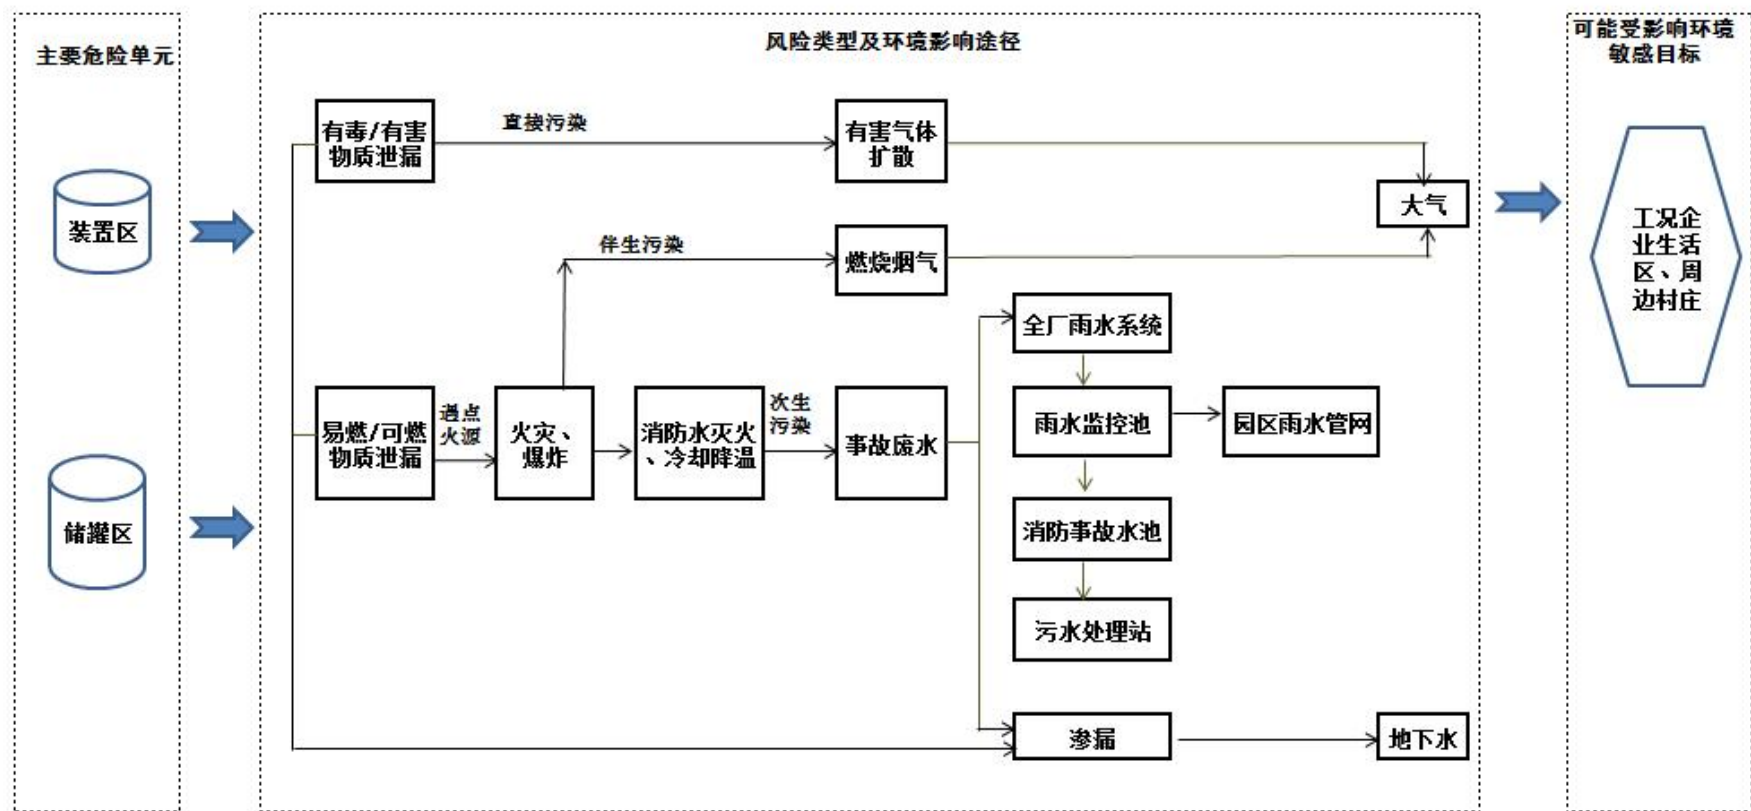 主要危险单元
装置区
储罐区
风险类型及环境影响途径
有毒/有害
物质泄漏
直接污染
有害气体
扩散
大气
伴生污染
燃烧烟气
易燃/可燃
物质泄漏
遇点
火源
火灾、
爆炸
消防水灭火
、冷却降温
次生
污染
事故废水
全厂雨水系统
雨水监控池
园区雨水管网
消防事故水池
污水处理站
渗漏
地下水
可能受影响环境
敏感目标
工况企
业生活
区、周
边村庄